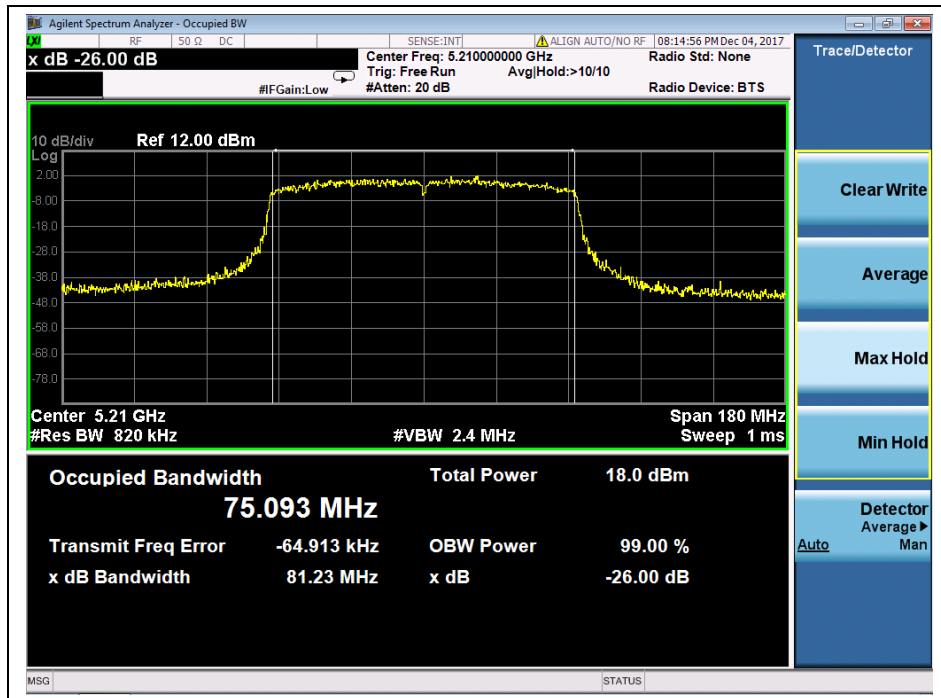 Agilent Spectrum Analyzer - Occupied BW
LXI RF 50 Ω DC SENSE:INT ALIGN AUTO/NO RF 08:14:56 PM Dec 04, 2017
x dB -26.00 dB
Center Freq: 5.210000000 GHz Radio Std: None
Trig: Free Run Avg|Hold:>10/10
#IFGain:Low #Atten: 20 dB Radio Device: BTS
10 dB/div Ref 12.00 dBm
Log
2.00
-8.00
-18.0
-28.0
-38.0
-48.0
-58.0
-68.0
-78.0
Center 5.21 GHz Span 180 MHz
#Res BW 820 kHz #VBW 2.4 MHz Sweep 1 ms
Occupied Bandwidth Total Power 18.0 dBm
75.093 MHz
Transmit Freq Error -64.913 kHz OBW Power 99.00 %
x dB Bandwidth 81.23 MHz x dB -26.00 dB
MSG STATUS
Trace/Detector
Clear Write
Average
Max Hold
Min Hold
Detector
Average
Auto Man